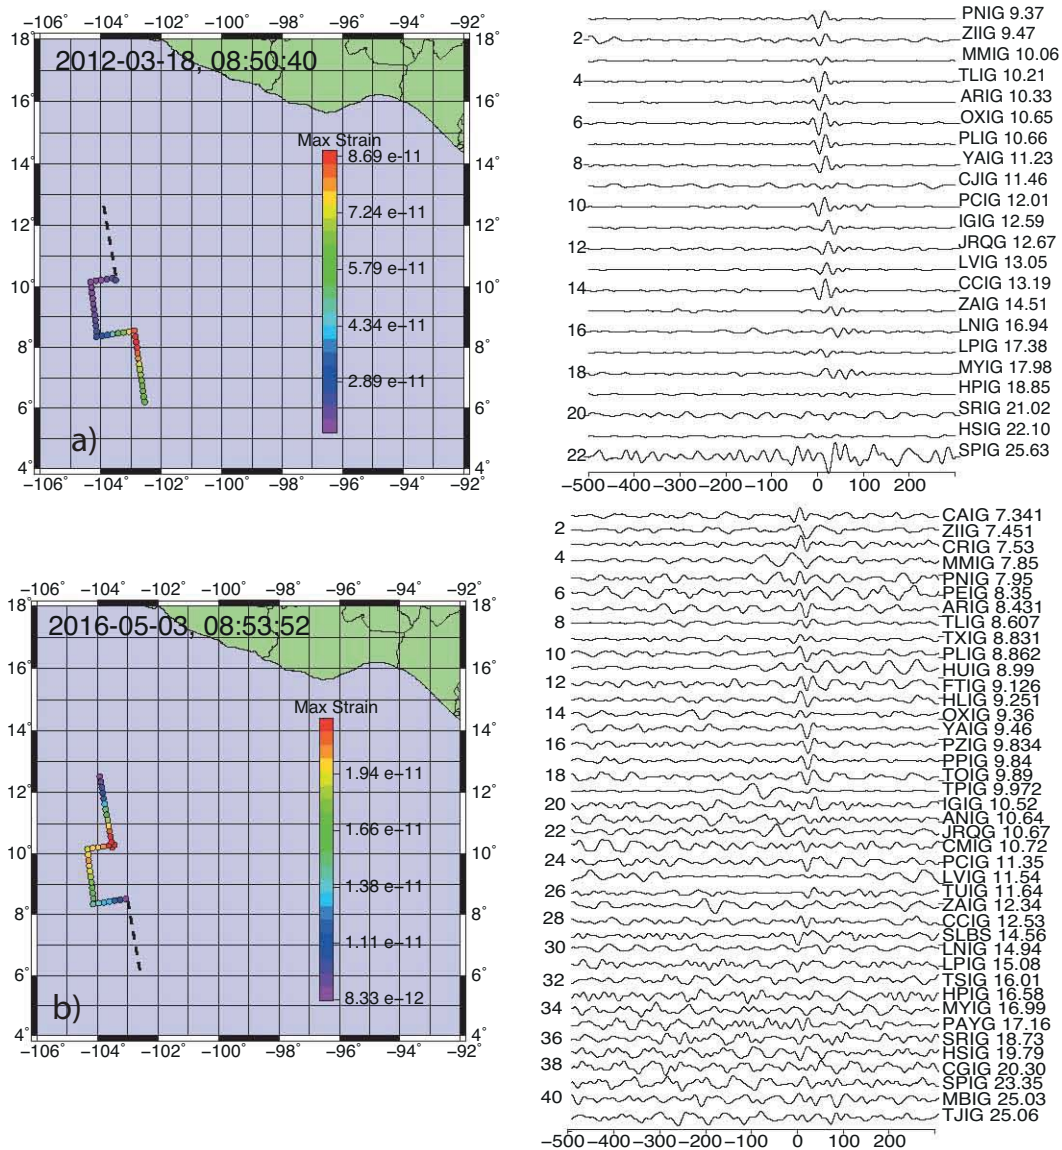 −106° −104° −102° −100° −98° −96° −94° −92°
18°
2012-03-18, 08:50:40
16°
14°
12°
10°
8°
6°
4°
Max Strain
8.69 e−11
7.24 e−11
5.79 e−11
4.34 e−11
2.89 e−11
a)
18°
16°
14°
12°
10°
8°
6°
4°
−106° −104° −102° −100° −98° −96° −94° −92°
PNIG 9.37
2 ZIIG 9.47
MMIG 10.06
4 TLIG 10.21
ARIG 10.33
6 OXIG 10.65
PLIG 10.66
8 YAIG 11.23
CJIG 11.46
10 PCIG 12.01
IGIG 12.59
12 JRQG 12.67
LVIG 13.05
14 CCIG 13.19
ZAIG 14.51
16 LNIG 16.94
LPIG 17.38
18 MYIG 17.98
HPIG 18.85
20 SRIG 21.02
HSIG 22.10
22 SPIG 25.63
−500 −400 −300 −200 −100 0 100 200
−106° −104° −102° −100° −98° −96° −94° −92°
18°
2016-05-03, 08:53:52
16°
14°
12°
10°
8°
6°
4°
Max Strain
1.94 e−11
1.66 e−11
1.38 e−11
1.11 e−11
8.33 e−12
b)
18°
16°
14°
12°
10°
8°
6°
4°
−106° −104° −102° −100° −98° −96° −94° −92°
CAIG 7.341
2 ZIIG 7.451
CRIG 7.53
4 MMIG 7.85
PNIG 7.95
6 PEIG 8.35
ARIG 8.431
8 TLIG 8.607
TXIG 8.831
10 PLIG 8.862
HUIG 8.99
12 FTIG 9.126
HLIG 9.251
14 OXIG 9.36
YAIG 9.46
16 PZIG 9.834
PPIG 9.84
18 TOIG 9.89
TPIG 9.972
20 IGIG 10.52
ANIG 10.64
22 JRQG 10.67
CMIG 10.72
24 PCIG 11.35
LVIG 11.54
26 TUIG 11.64
ZAIG 12.34
28 CCIG 12.53
SLBS 14.56
30 LNIG 14.94
LPIG 15.08
32 TSIG 16.01
HPIG 16.58
34 MYIG 16.99
PAYG 17.16
36 SRIG 18.73
HSIG 19.79
38 CGIG 20.30
SPIG 23.35
40 MBIG 25.03
TJIG 25.06
−500 −400 −300 −200 −100 0 100 200